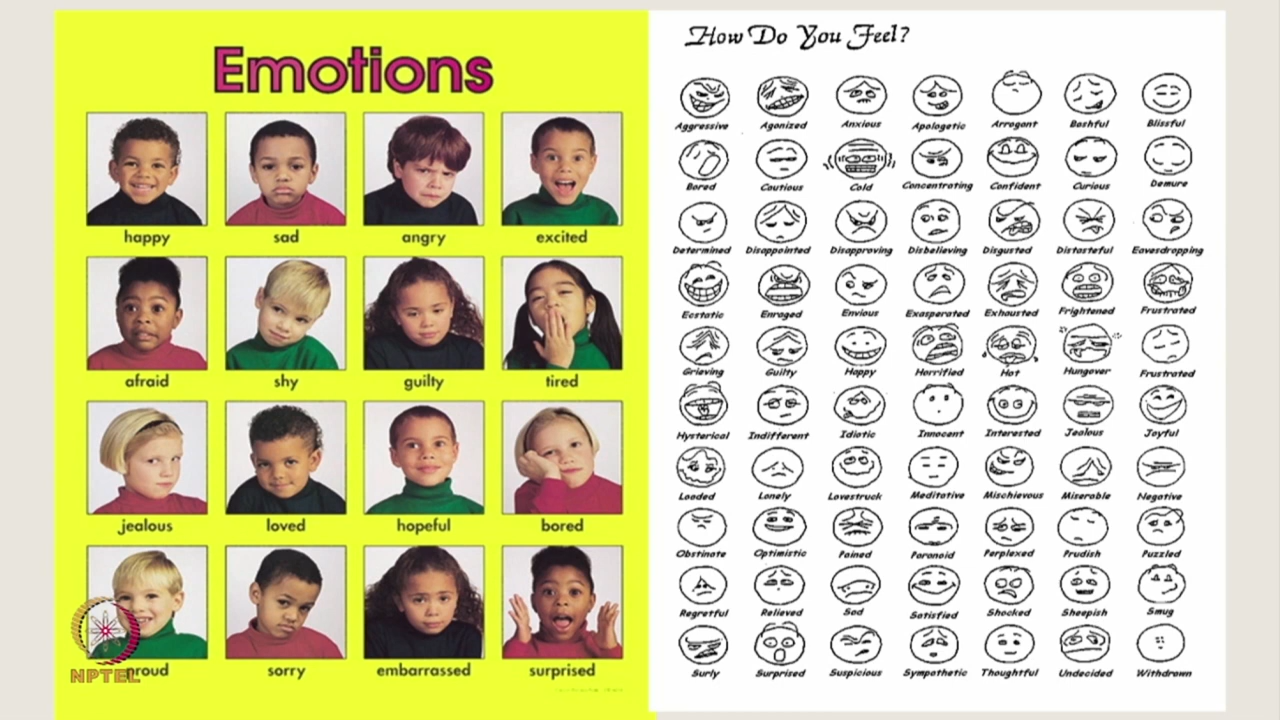 Emotions
happy sad angry excited
afraid shy guilty tired
jealous loved hopeful bored
proud sorry embarrassed surprised
NPTEL
How Do You Feel?
Aggressive Agonized Anxious Apologetic Arrogant Bashful Blissful
Bored Cautious Cold Concentrating Confident Curious Demure
Determined Disappointed Disapproving Disbelieving Disgusted Distasteful Eavesdropping
Ecstatic Enraged Envious Exasperated Exhausted Frightened Frustrated
Grieving Guilty Happy Horrified Hot Hungover Frustrated
Hysterical Indifferent Idiotic Innocent Interested Jealous Joyful
Loaded Lonely Lovestruck Meditative Mischievous Miserable Negative
Obstinate Optimistic Pained Paranoid Perplexed Prudish Puzzled
Regretful Relieved Sad Satisfied Shocked Sheepish Smug
Surly Surprised Suspicious Sympathetic Thoughtful Undecided Withdrawn